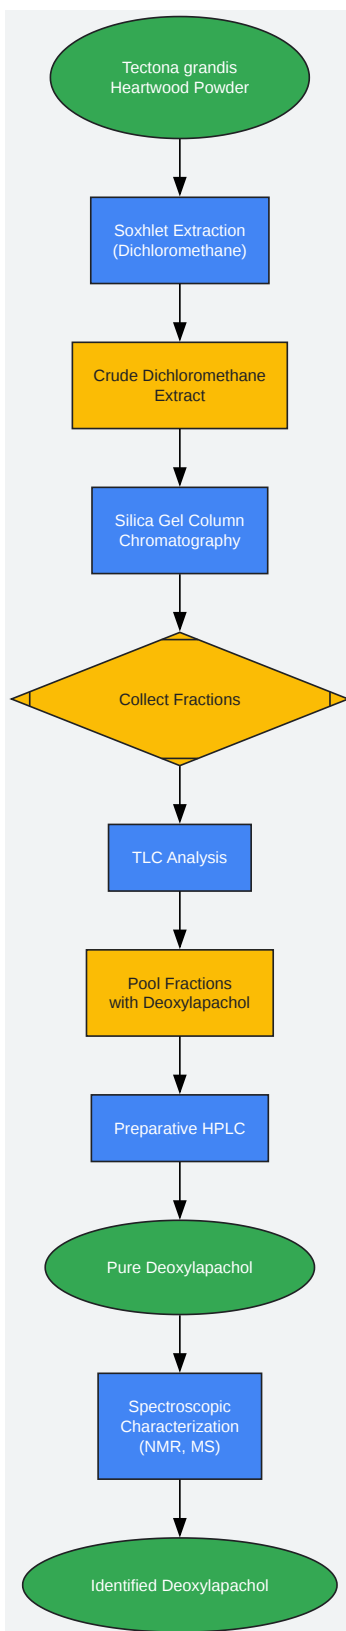 Tectona grandis
Heartwood Powder
Soxhlet Extraction
(Dichloromethane)
Crude Dichloromethane
Extract
Silica Gel Column
Chromatography
Collect Fractions
TLC Analysis
Pool Fractions
with Deoxylapachol
Preparative HPLC
Pure Deoxylapachol
Spectroscopic
Characterization
(NMR, MS)
Identified Deoxylapachol